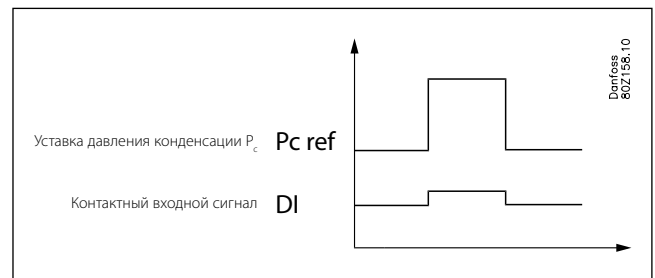 Уставка давления конденсации Pc Pc ref
Контактный входной сигнал DI
Danfoss
80Z158.10